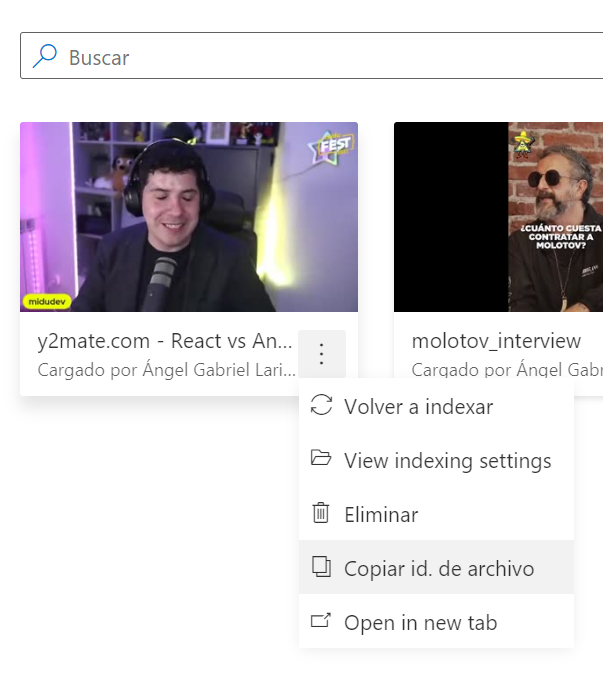 Buscar
FEST
midudev
¿CUÁNTO CUESTA
CONTRATAR A
MOLOTOV?
y2mate.com - React vs An...
Cargado por Ángel Gabriel Lari...
molotov_interview
Cargado por Ángel Gabr
Volver a indexar
View indexing settings
Eliminar
Copiar id. de archivo
Open in new tab